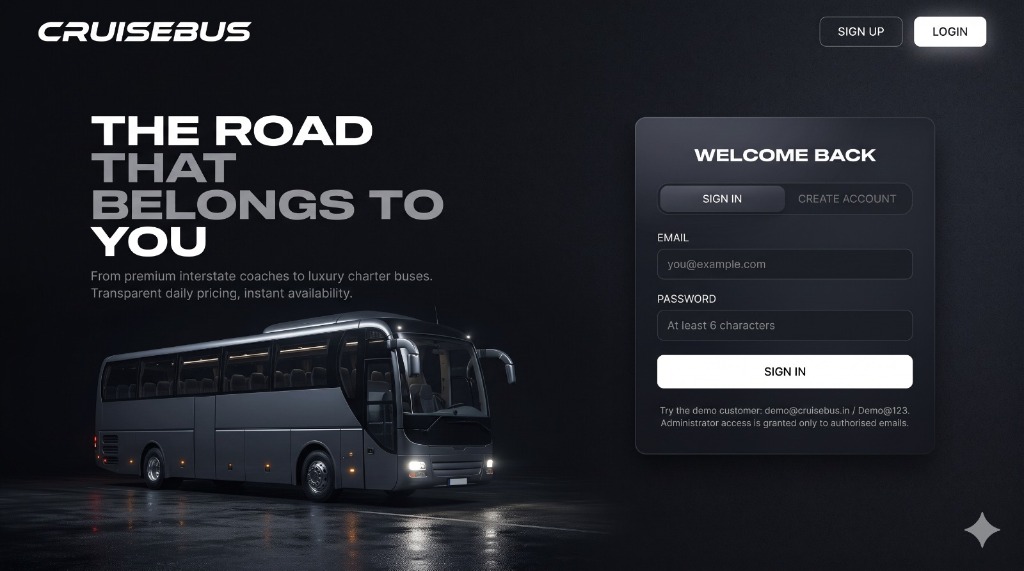 CRUISEBUS
SIGN UP
LOGIN
THE ROAD
THAT
BELONGS TO
YOU
From premium interstate coaches to luxury charter buses.
Transparent daily pricing, instant availability.
WELCOME BACK
SIGN IN
CREATE ACCOUNT
EMAIL
you@example.com
PASSWORD
At least 6 characters
SIGN IN
Try the demo customer: demo@cruisebus.in / Demo@123.
Administrator access is granted only to authorised emails.